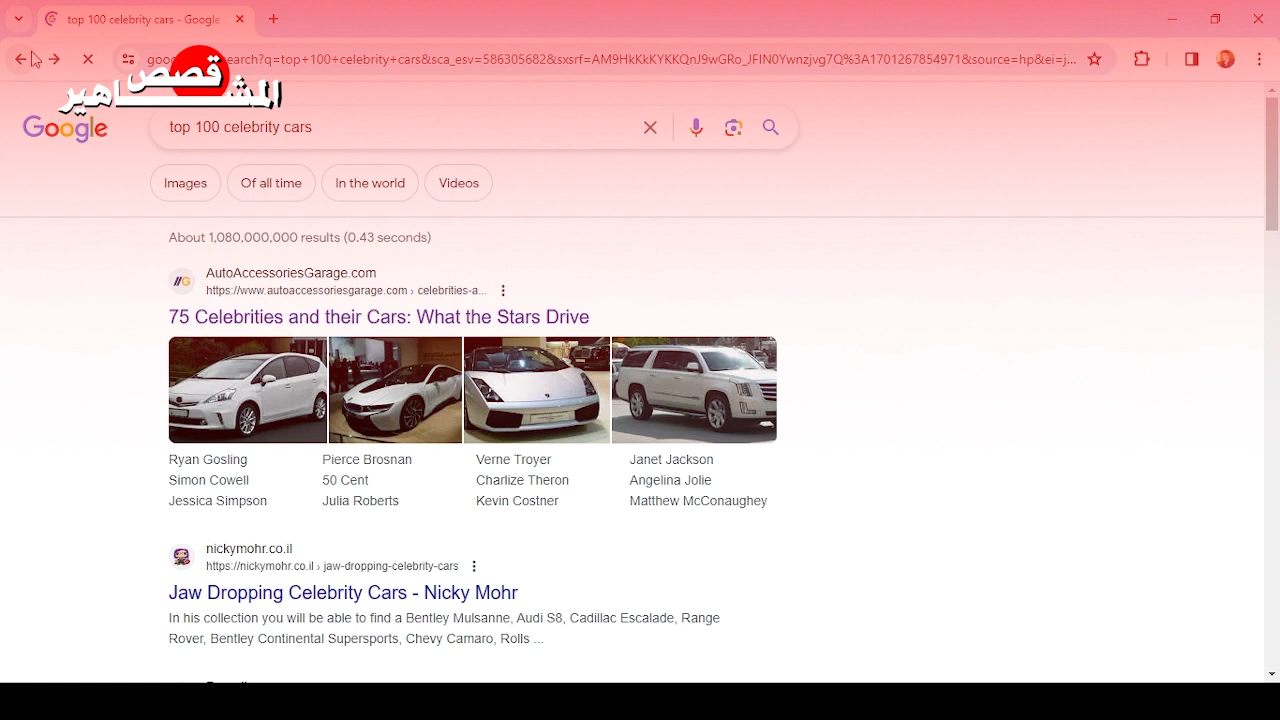 top 100 celebrity cars - Google
search?q=top+100+celebrity+cars&sca_esv=586305682&sxsrf=AM9HkKkKYKKQnJ9wGRo_JFIN0Ywnzjvg7Q%3A1701267854971&source=hp&ei=j...
قصص
المشاهير
Google
top 100 celebrity cars
Images
Of all time
In the world
Videos
About 1,080,000,000 results (0.43 seconds)
AutoAccessoriesGarage.com
https://www.autoaccessoriesgarage.com › celebrities-a...
75 Celebrities and their Cars: What the Stars Drive
Ryan Gosling Pierce Brosnan Verne Troyer Janet Jackson
Simon Cowell 50 Cent Charlize Theron Angelina Jolie
Jessica Simpson Julia Roberts Kevin Costner Matthew McConaughey
nickymohr.co.il
https://nickymohr.co.il › jaw-dropping-celebrity-cars
Jaw Dropping Celebrity Cars - Nicky Mohr
In his collection you will be able to find a Bentley Mulsanne, Audi S8, Cadillac Escalade, Range
Rover, Bentley Continental Supersports, Chevy Camaro, Rolls ...